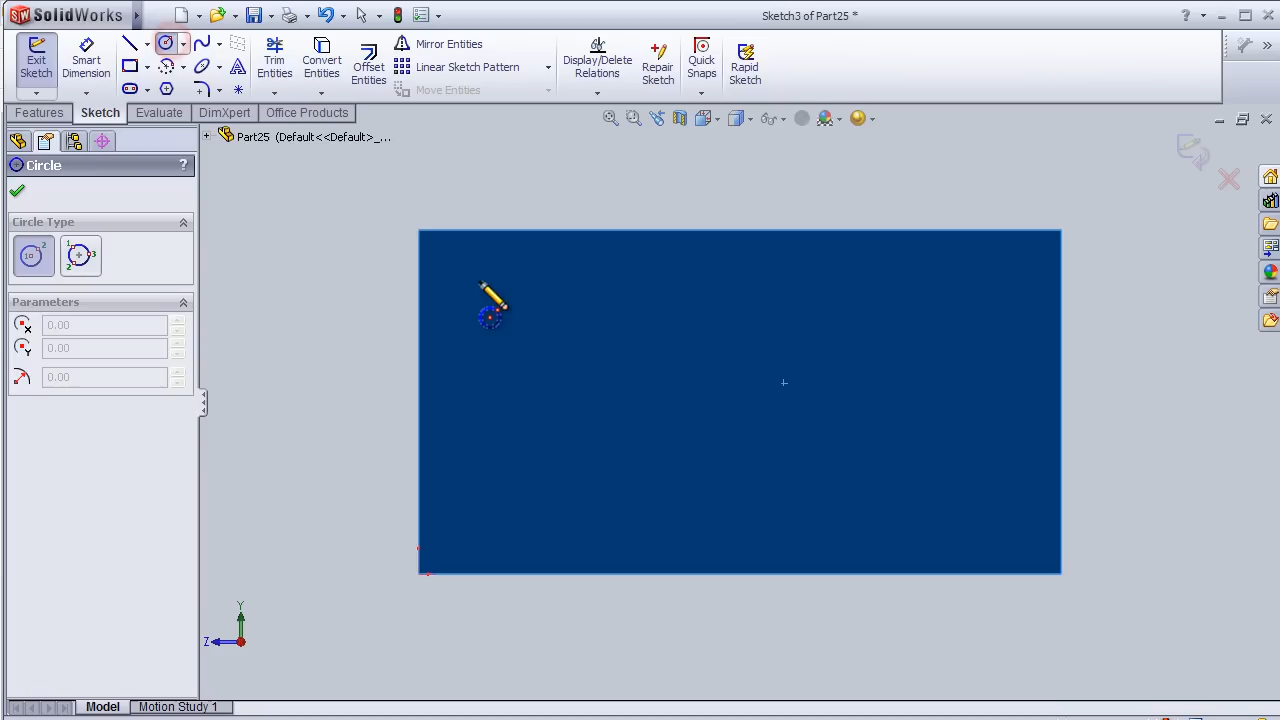 SolidWorks
Sketch3 of Part25 *
?
Exit Sketch
Smart Dimension
Trim Entities
Convert Entities
Offset Entities
Mirror Entities
Linear Sketch Pattern
Move Entities
Display/Delete Relations
Repair Sketch
Quick Snaps
Rapid Sketch
Features
Sketch
Evaluate
DimXpert
Office Products
Part25 (Default<<Default>_...
Circle
?
Circle Type
Parameters
0.00
0.00
0.00
Y
Z
Model
Motion Study 1